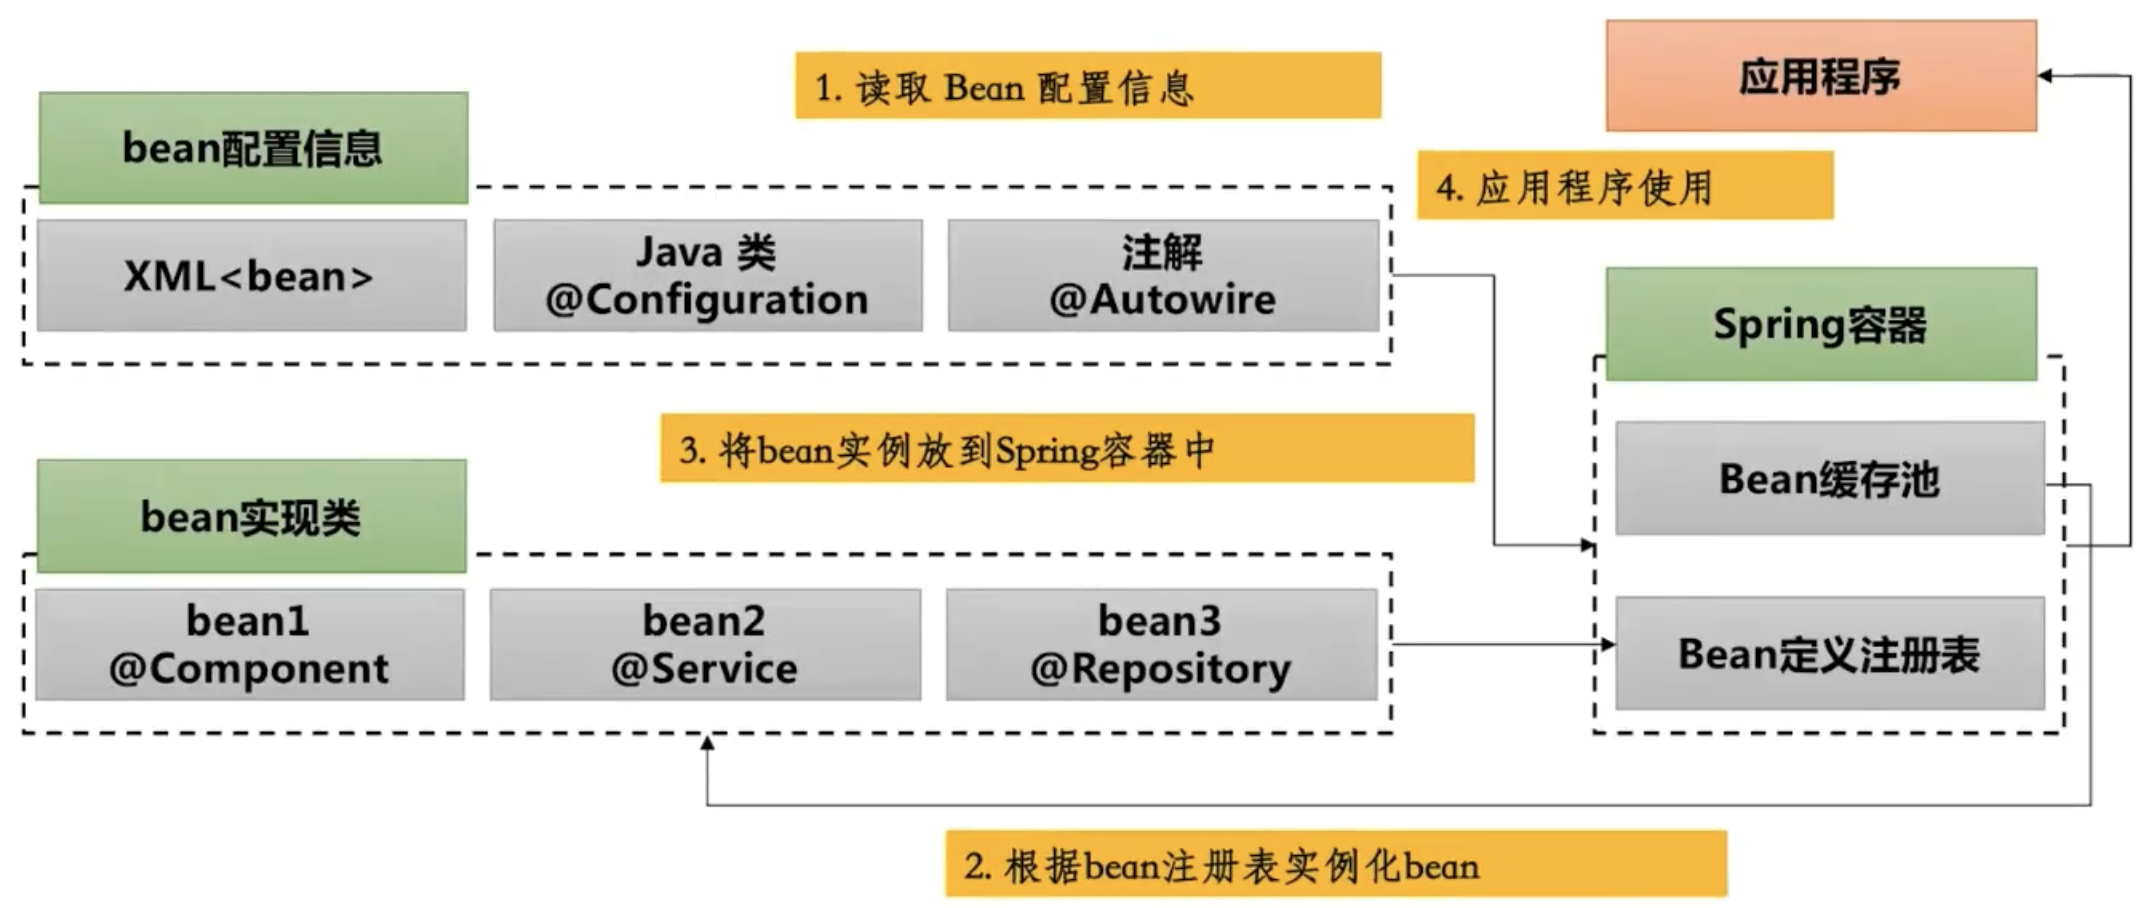 1. 读取 Bean 配置信息
应用程序
bean配置信息
4. 应用程序使用
XML<bean>
Java 类
@Configuration
注解
@Autowire
Spring容器
3. 将bean实例放到Spring容器中
Bean缓存池
bean实现类
bean1
@Component
bean2
@Service
bean3
@Repository
Bean定义注册表
2. 根据bean注册表实例化bean